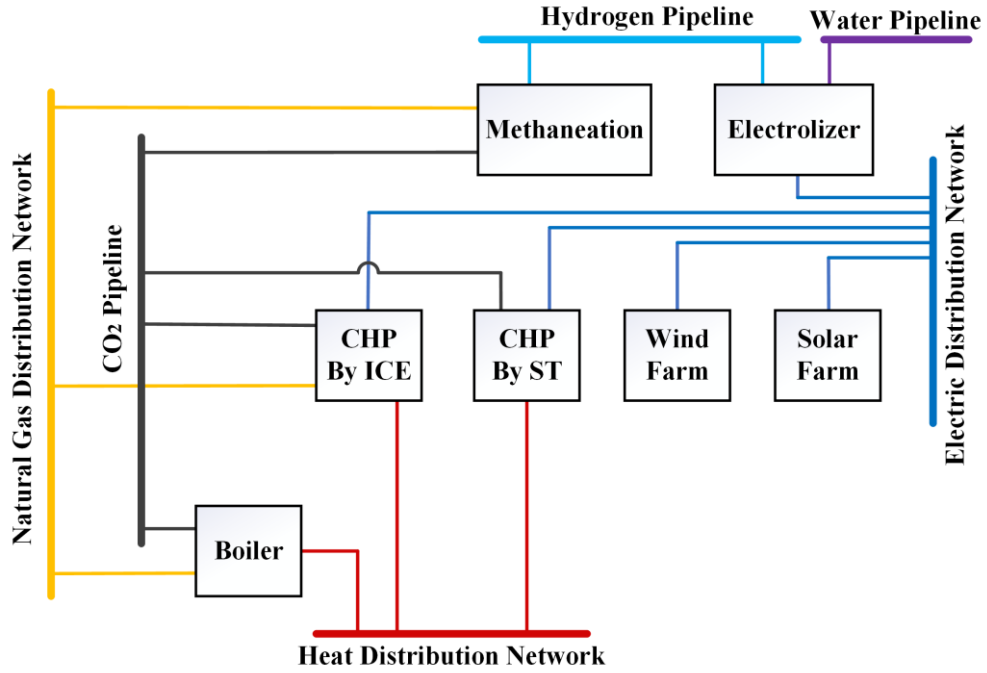 Hydrogen Pipeline
Water Pipeline
Methaneation
Electrolizer
Natural Gas Distribution Network
CO₂ Pipeline
Electric Distribution Network
CHP
By ICE
CHP
By ST
Wind
Farm
Solar
Farm
Boiler
Heat Distribution Network